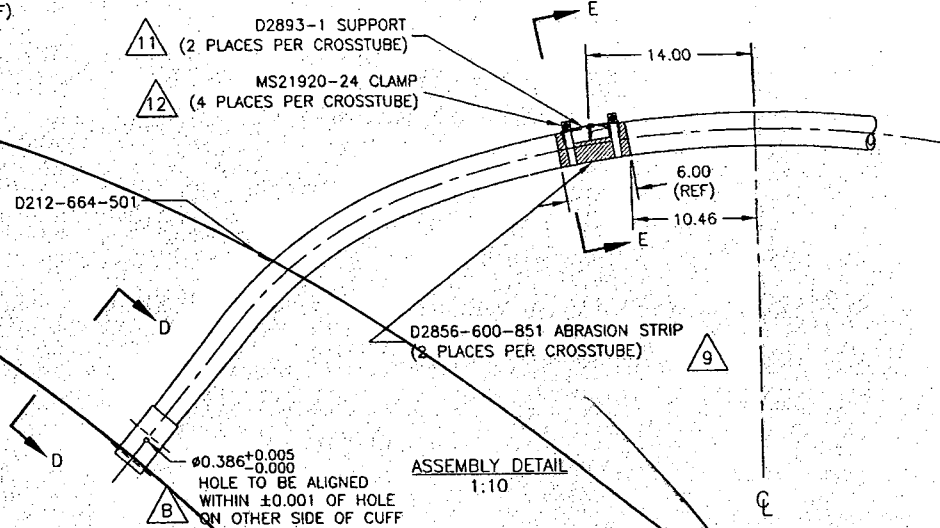 F)
E
D2893-1 SUPPORT
11 (2 PLACES PER CROSSTUBE)
14.00
MS21920-24 CLAMP
12 (4 PLACES PER CROSSTUBE)
6.00
(REF)
D212-664-501
10.46
E
D
D2856-600-851 ABRASION STRIP
(2 PLACES PER CROSSTUBE) 9
D
ø0.386+0.005
-0.000
HOLE TO BE ALIGNED
WITHIN ±0.001 OF HOLE
B ON OTHER SIDE OF CUFF
ASSEMBLY DETAIL
1:10
℄